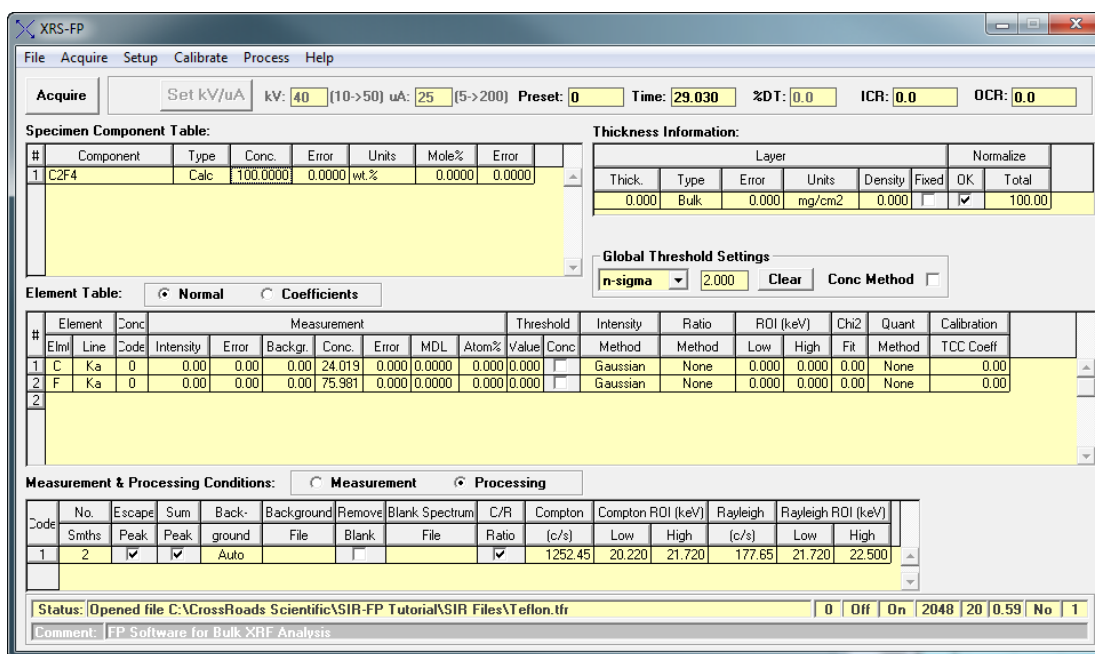 XRS-FP
File Acquire Setup Calibrate Process Help
Acquire Set kV/uA kV: 40 (10->50) uA: 25 (5->200) Preset: 0 Time: 29.030 %DT: 0.0 ICR: 0.0 OCR: 0.0
Specimen Component Table: Thickness Information:
# Component Type Conc. Error Units Mole% Error
1 C2F4 Calc 100.0000 0.0000 wt.% 0.0000 0.0000
Layer Normalize
Thick. Type Error Units Density Fixed OK Total
0.000 Bulk 0.000 mg/cm2 0.000 100.00
Global Threshold Settings
n-sigma 2.000 Clear Conc Method
Element Table: Normal Coefficients
# Element Conc Measurement Threshold Intensity Ratio ROI (keV) Chi2 Quant Calibration
Elmt Line Code Intensity Error Backgr. Conc. Error MDL Atom% Value Conc Method Method Low High Fit Method TCC Coeff
1 C Ka 0 0.00 0.00 0.00 24.019 0.000 0.0000 0.000 0.000 Gaussian None 0.000 0.000 0.00 None 0.00
2 F Ka 0 0.00 0.00 0.00 75.981 0.000 0.0000 0.000 0.000 Gaussian None 0.000 0.000 0.00 None 0.00
2
Measurement & Processing Conditions: Measurement Processing
Code No. Escape Sum Back- Background Remove Blank Spectrum C/R Compton Compton ROI (keV) Rayleigh Rayleigh ROI (keV)
Smths Peak Peak ground File Blank File Ratio (c/s) Low High (c/s) Low High
1 2 Auto 1252.45 20.220 21.720 177.65 21.720 22.500
Status: Opened file C:\CrossRoads Scientific\SIR-FP Tutorial\SIR Files\Teflon.tfr 0 Off On 2048 20 0.59 No 1
Comment: FP Software for Bulk XRF Analysis